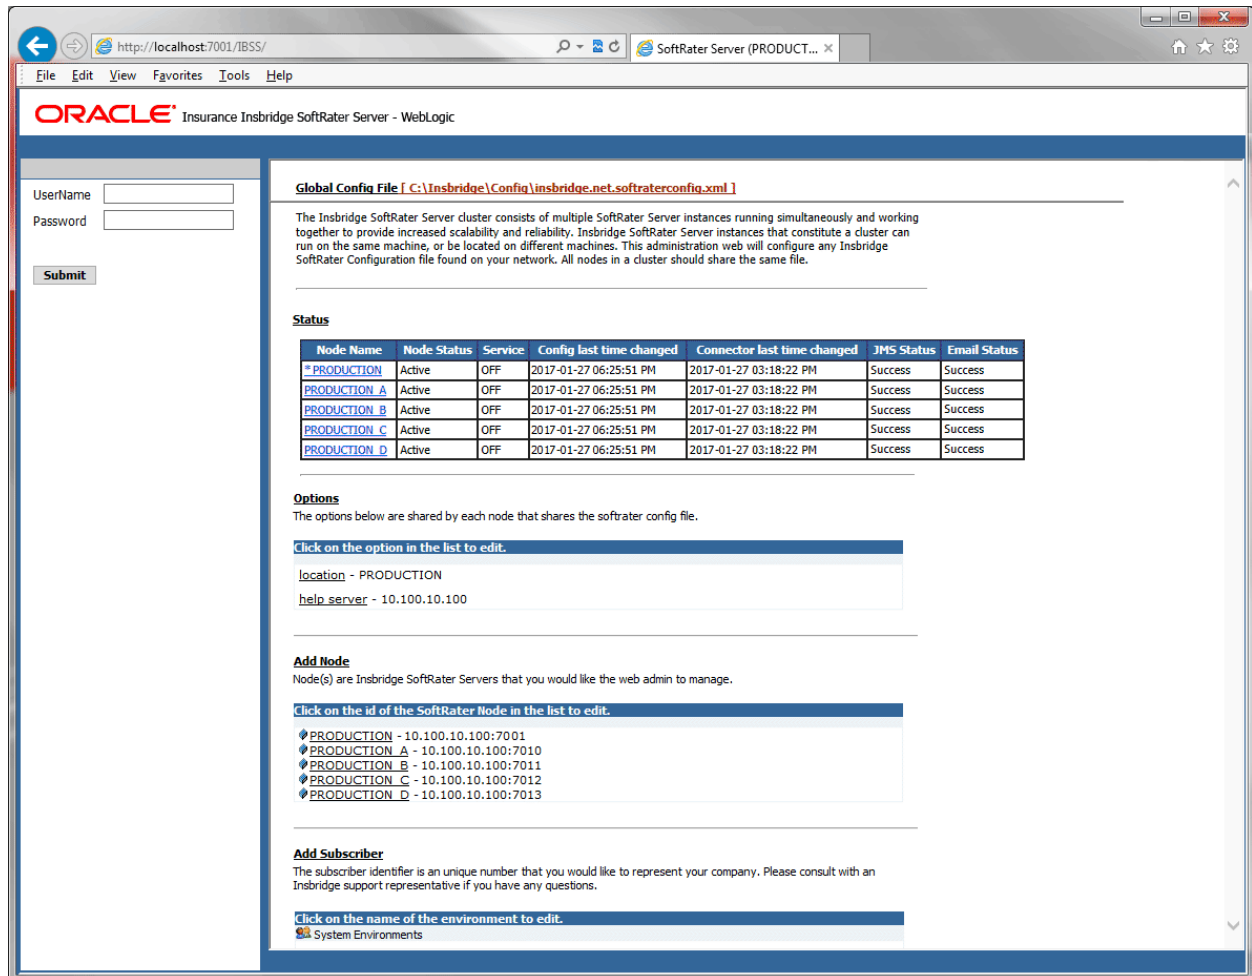 http://localhost:7001/IBSS/
SoftRater Server (PRODUCT...
File Edit View Favorites Tools Help
ORACLE Insurance Insbridge SoftRater Server - WebLogic
UserName
Password
Submit
Global Config File [ C:\Insbridge\Config\insbridge.net.softraterconfig.xml ]
The Insbridge SoftRater Server cluster consists of multiple SoftRater Server instances running simultaneously and working
together to provide increased scalability and reliability. Insbridge SoftRater Server instances that constitute a cluster can
run on the same machine, or be located on different machines. This administration web will configure any Insbridge
SoftRater Configuration file found on your network. All nodes in a cluster should share the same file.
Status
Node Name Node Status Service Config last time changed Connector last time changed JMS Status Email Status
*PRODUCTION Active OFF 2017-01-27 06:25:51 PM 2017-01-27 03:18:22 PM Success Success
PRODUCTION_A Active OFF 2017-01-27 06:25:51 PM 2017-01-27 03:18:22 PM Success Success
PRODUCTION_B Active OFF 2017-01-27 06:25:51 PM 2017-01-27 03:18:22 PM Success Success
PRODUCTION_C Active OFF 2017-01-27 06:25:51 PM 2017-01-27 03:18:22 PM Success Success
PRODUCTION_D Active OFF 2017-01-27 06:25:51 PM 2017-01-27 03:18:22 PM Success Success
Options
The options below are shared by each node that shares the softrater config file.
Click on the option in the list to edit.
location - PRODUCTION
help server - 10.100.10.100
Add Node
Node(s) are Insbridge SoftRater Servers that you would like the web admin to manage.
Click on the id of the SoftRater Node in the list to edit.
PRODUCTION - 10.100.10.100:7001
PRODUCTION_A - 10.100.10.100:7010
PRODUCTION_B - 10.100.10.100:7011
PRODUCTION_C - 10.100.10.100:7012
PRODUCTION_D - 10.100.10.100:7013
Add Subscriber
The subscriber identifier is an unique number that you would like to represent your company. Please consult with an
Insbridge support representative if you have any questions.
Click on the name of the environment to edit.
System Environments